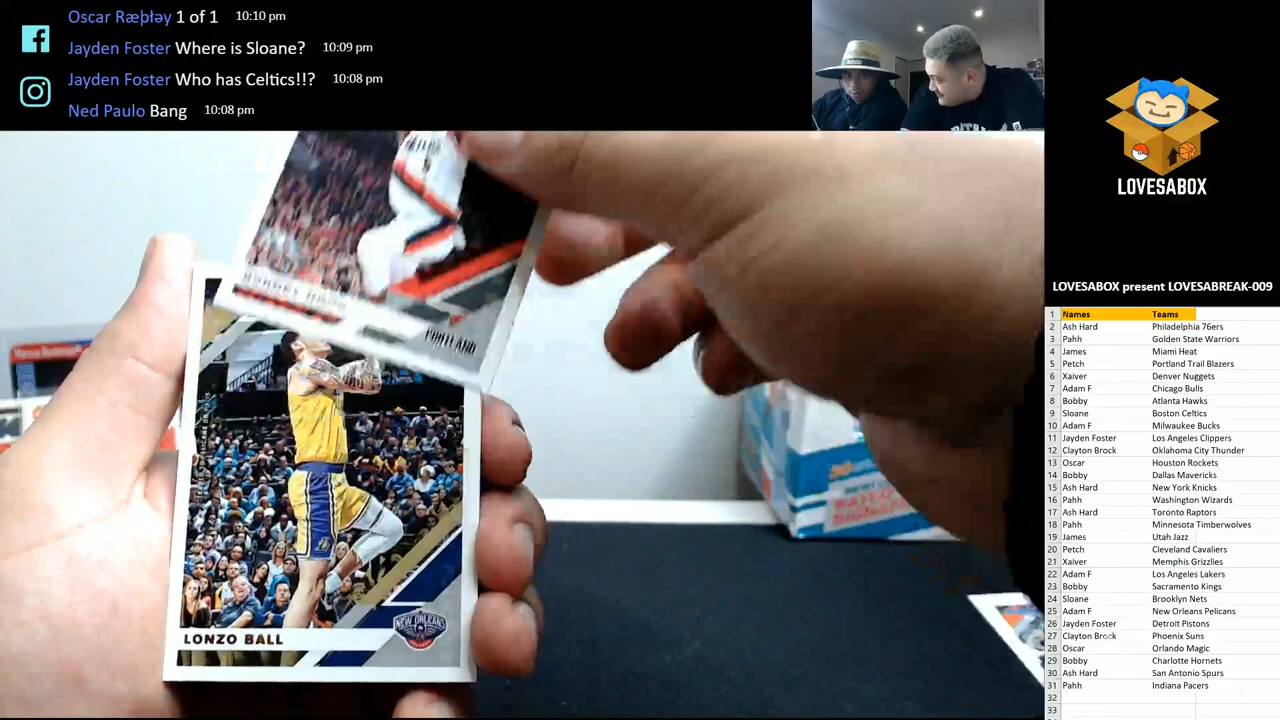 Oscar Ræþłəy 1 of 1 10:10 pm
Jayden Foster Where is Sloane? 10:09 pm
Jayden Foster Who has Celtics!!? 10:08 pm
Ned Paulo Bang 10:08 pm
LOVESABOX
LOVESABOX present LOVESABREAK-009
1 Names Teams
2 Ash Hard Philadelphia 76ers
3 Pahh Golden State Warriors
4 James Miami Heat
5 Petch Portland Trail Blazers
6 Xaiver Denver Nuggets
7 Adam F Chicago Bulls
8 Bobby Atlanta Hawks
9 Sloane Boston Celtics
10 Adam F Milwaukee Bucks
11 Jayden Foster Los Angeles Clippers
12 Clayton Brock Oklahoma City Thunder
13 Oscar Houston Rockets
14 Bobby Dallas Mavericks
15 Ash Hard New York Knicks
16 Pahh Washington Wizards
17 Ash Hard Toronto Raptors
18 Pahh Minnesota Timberwolves
19 James Utah Jazz
20 Petch Cleveland Cavaliers
21 Xaiver Memphis Grizzlies
22 Adam F Los Angeles Lakers
23 Bobby Sacramento Kings
24 Sloane Brooklyn Nets
25 Adam F New Orleans Pelicans
26 Jayden Foster Detroit Pistons
27 Clayton Brock Phoenix Suns
28 Oscar Orlando Magic
29 Bobby Charlotte Hornets
30 Ash Hard San Antonio Spurs
31 Pahh Indiana Pacers
32
33
PORTLAND
LONZO BALL
NEW ORLEANS